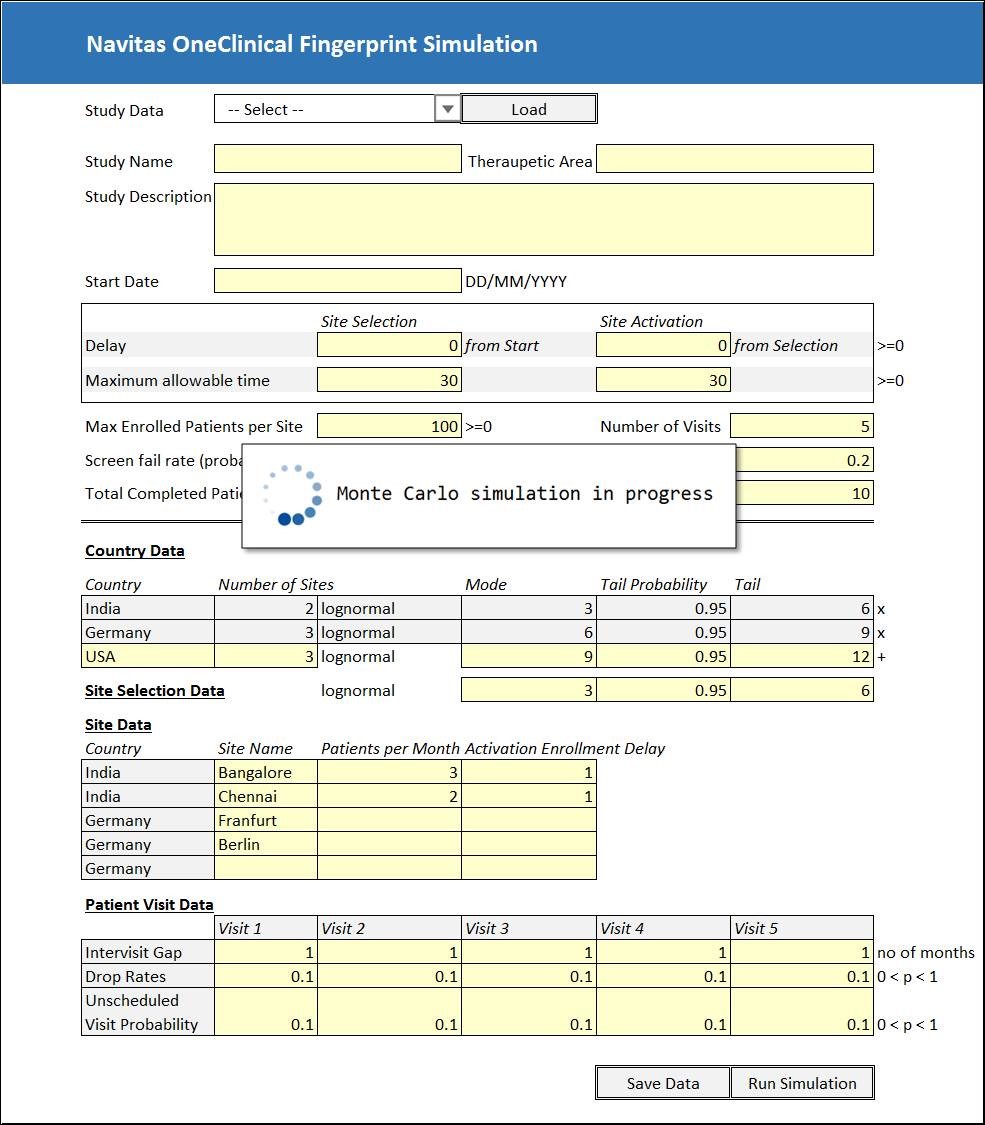 Navitas OneClinical Fingerprint Simulation
Study Data -- Select -- Load
Study Name Theraupetic Area
Study Description
Start Date DD/MM/YYYY
Site Selection Site Activation
Delay 0 from Start 0 from Selection >=0
Maximum allowable time 30 30 >=0
Max Enrolled Patients per Site 100 >=0 Number of Visits 5
Screen fail rate 0.2
Total Completed 10
Monte Carlo simulation in progress
Country Data
Country Number of Sites Mode Tail Probability Tail
India 2 lognormal 3 0.95 6 x
Germany 3 lognormal 6 0.95 9 x
USA 3 lognormal 9 0.95 12 +
Site Selection Data lognormal 3 0.95 6
Site Data
Country Site Name Patients per Month Activation Enrollment Delay
India Bangalore 3 1
India Chennai 2 1
Germany Franfurt
Germany Berlin
Germany
Patient Visit Data
Visit 1 Visit 2 Visit 3 Visit 4 Visit 5
Intervisit Gap 1 1 1 1 1 no of months
Drop Rates 0.1 0.1 0.1 0.1 0.1 0 < p < 1
Unscheduled
Visit Probability 0.1 0.1 0.1 0.1 0.1 0 < p < 1
Save Data Run Simulation